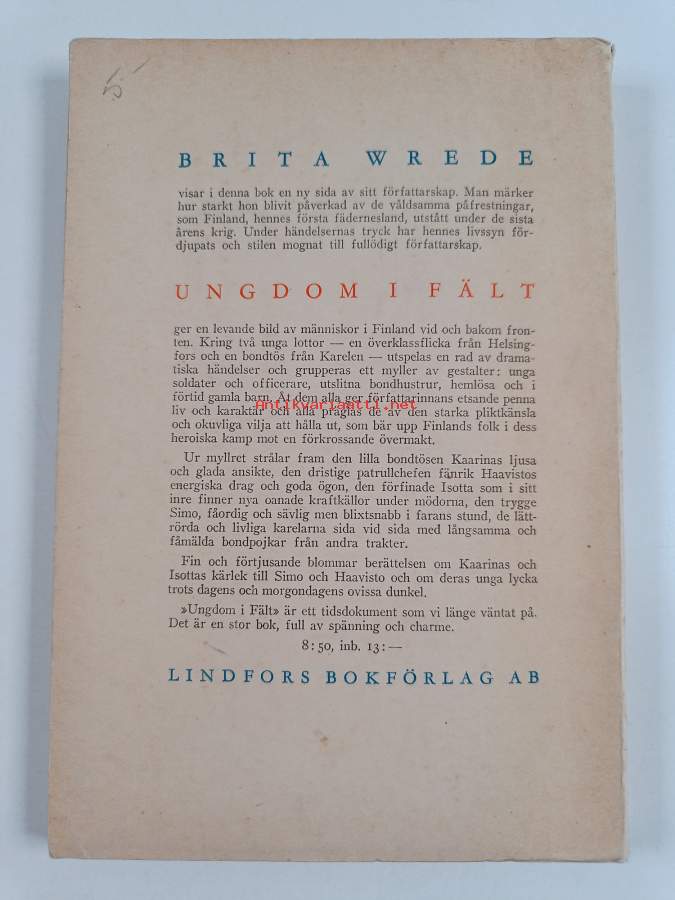 5.-
BRITA WREDE
visar i denna bok en ny sida av sitt författarskap. Man märker
hur starkt hon blivit påverkad av de våldsamma påfrestningar,
som Finland, hennes första fädernesland, utstått under de sista
årens krig. Under händelsernas tryck har hennes livssyn för-
djupats och stilen mognat till fullödigt författarskap.
UNGDOM I FÄLT
ger en levande bild av människor i Finland vid och bakom fron-
ten. Kring två unga lottor — en överklassflicka från Helsing-
fors och en bondtös från Karelen — utspelas en rad av drama-
tiska händelser och grupperas ett myller av gestalter: unga
soldater och officerare, utslitna bondhustrur, hemlösa och i
förtid gamla barn. Åt dem alla ger författarinnans etsande penna
liv och karaktär och alla präglas de av den starka pliktkänsla
och okuvliga vilja att hålla ut, som bär upp Finlands folk i dess
heroiska kamp mot en förkrossande övermakt.
Ur myllret strålar fram den lilla bondtösen Kaarinas ljusa
och glada ansikte, den dristige patrullchefen fänrik Haavistos
energiska drag och goda ögon, den förfinade Isotta som i sitt
inre finner nya oanade kraftkällor under mödorna, den trygge
Simo, fåordig och sävlig men blixtsnabb i farans stund, de lätt-
rörda och livliga karelarna sida vid sida med långsamma och
fåmälda bondpojkar från andra trakter.
Fin och förtjusande blommar berättelsen om Kaarinas och
Isottas kärlek till Simo och Haavisto och om deras unga lycka
trots dagens och morgondagens ovissa dunkel.
»Ungdom i Fält» är ett tidsdokument som vi länge väntat på.
Det är en stor bok, full av spänning och charme.
8:50, inb. 13:—
LINDFORS BOKFÖRLAG AB
Antikvariaatti.net